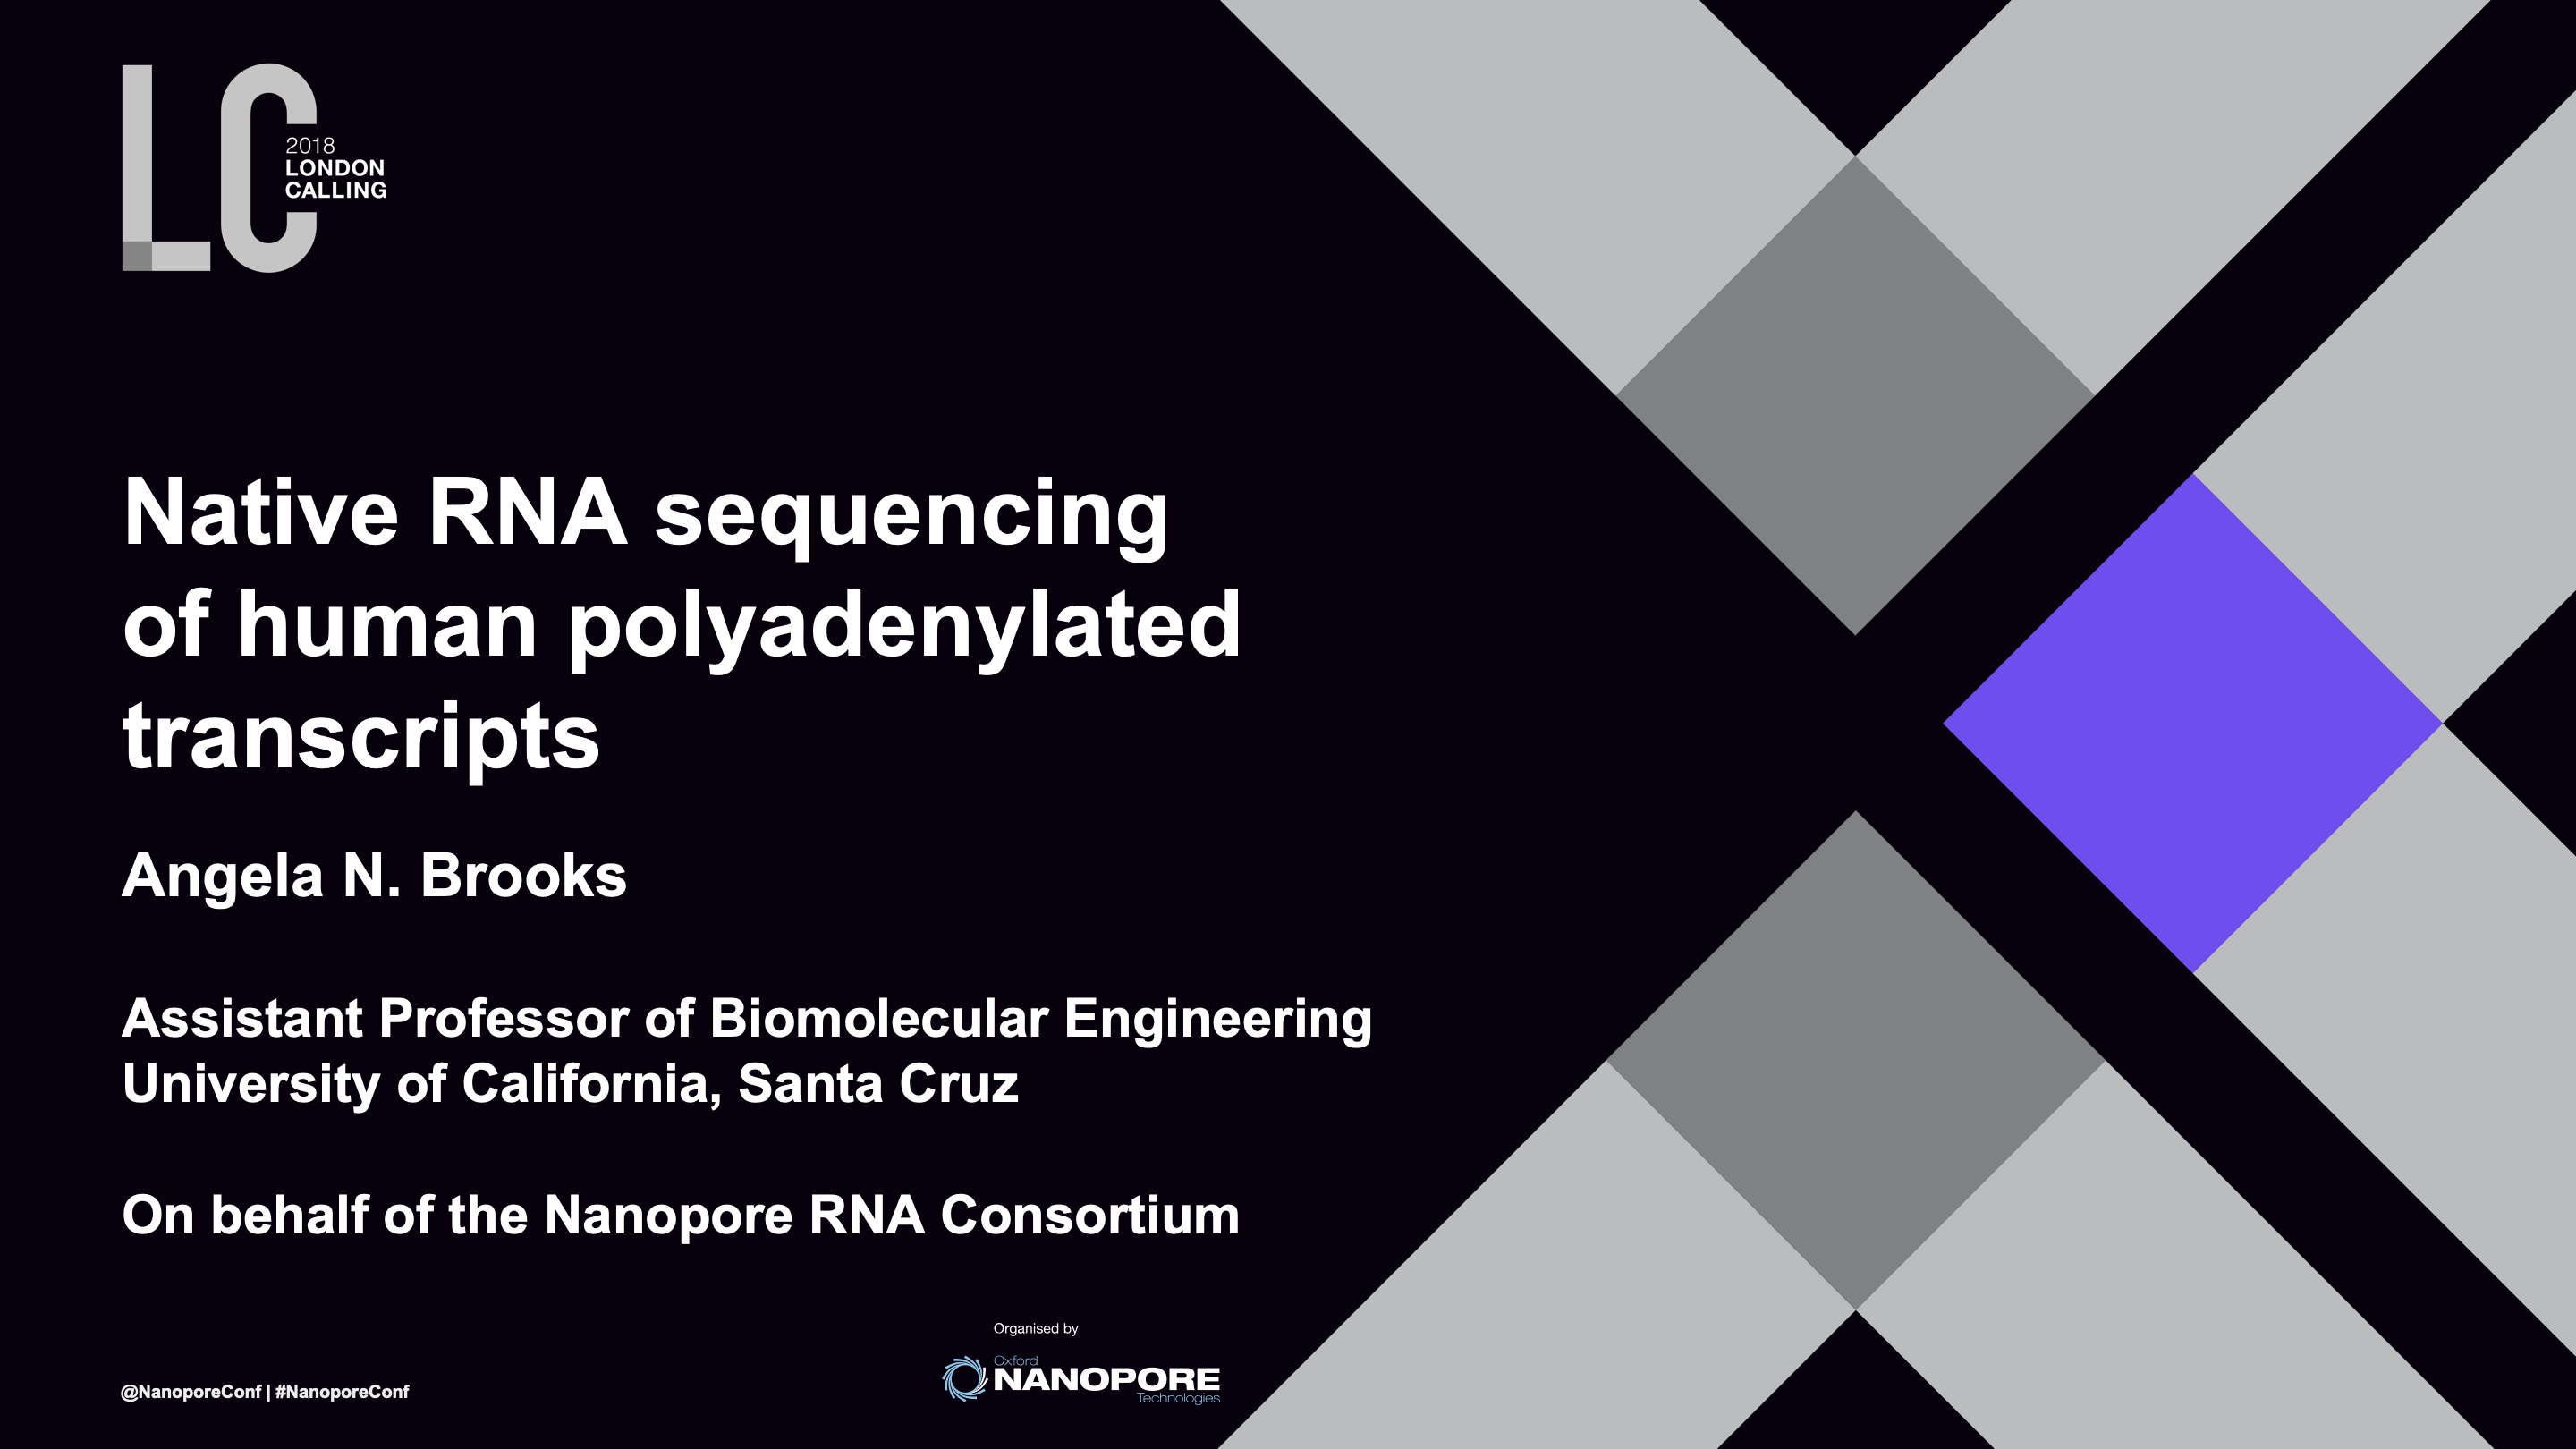 LC
2018
LONDON
CALLING
Native RNA sequencing
of human polyadenylated
transcripts
Angela N. Brooks
Assistant Professor of Biomolecular Engineering
University of California, Santa Cruz
On behalf of the Nanopore RNA Consortium
Organised by
Oxford
NANOPORE
Technologies
@NanoporeConf | #NanoporeConf